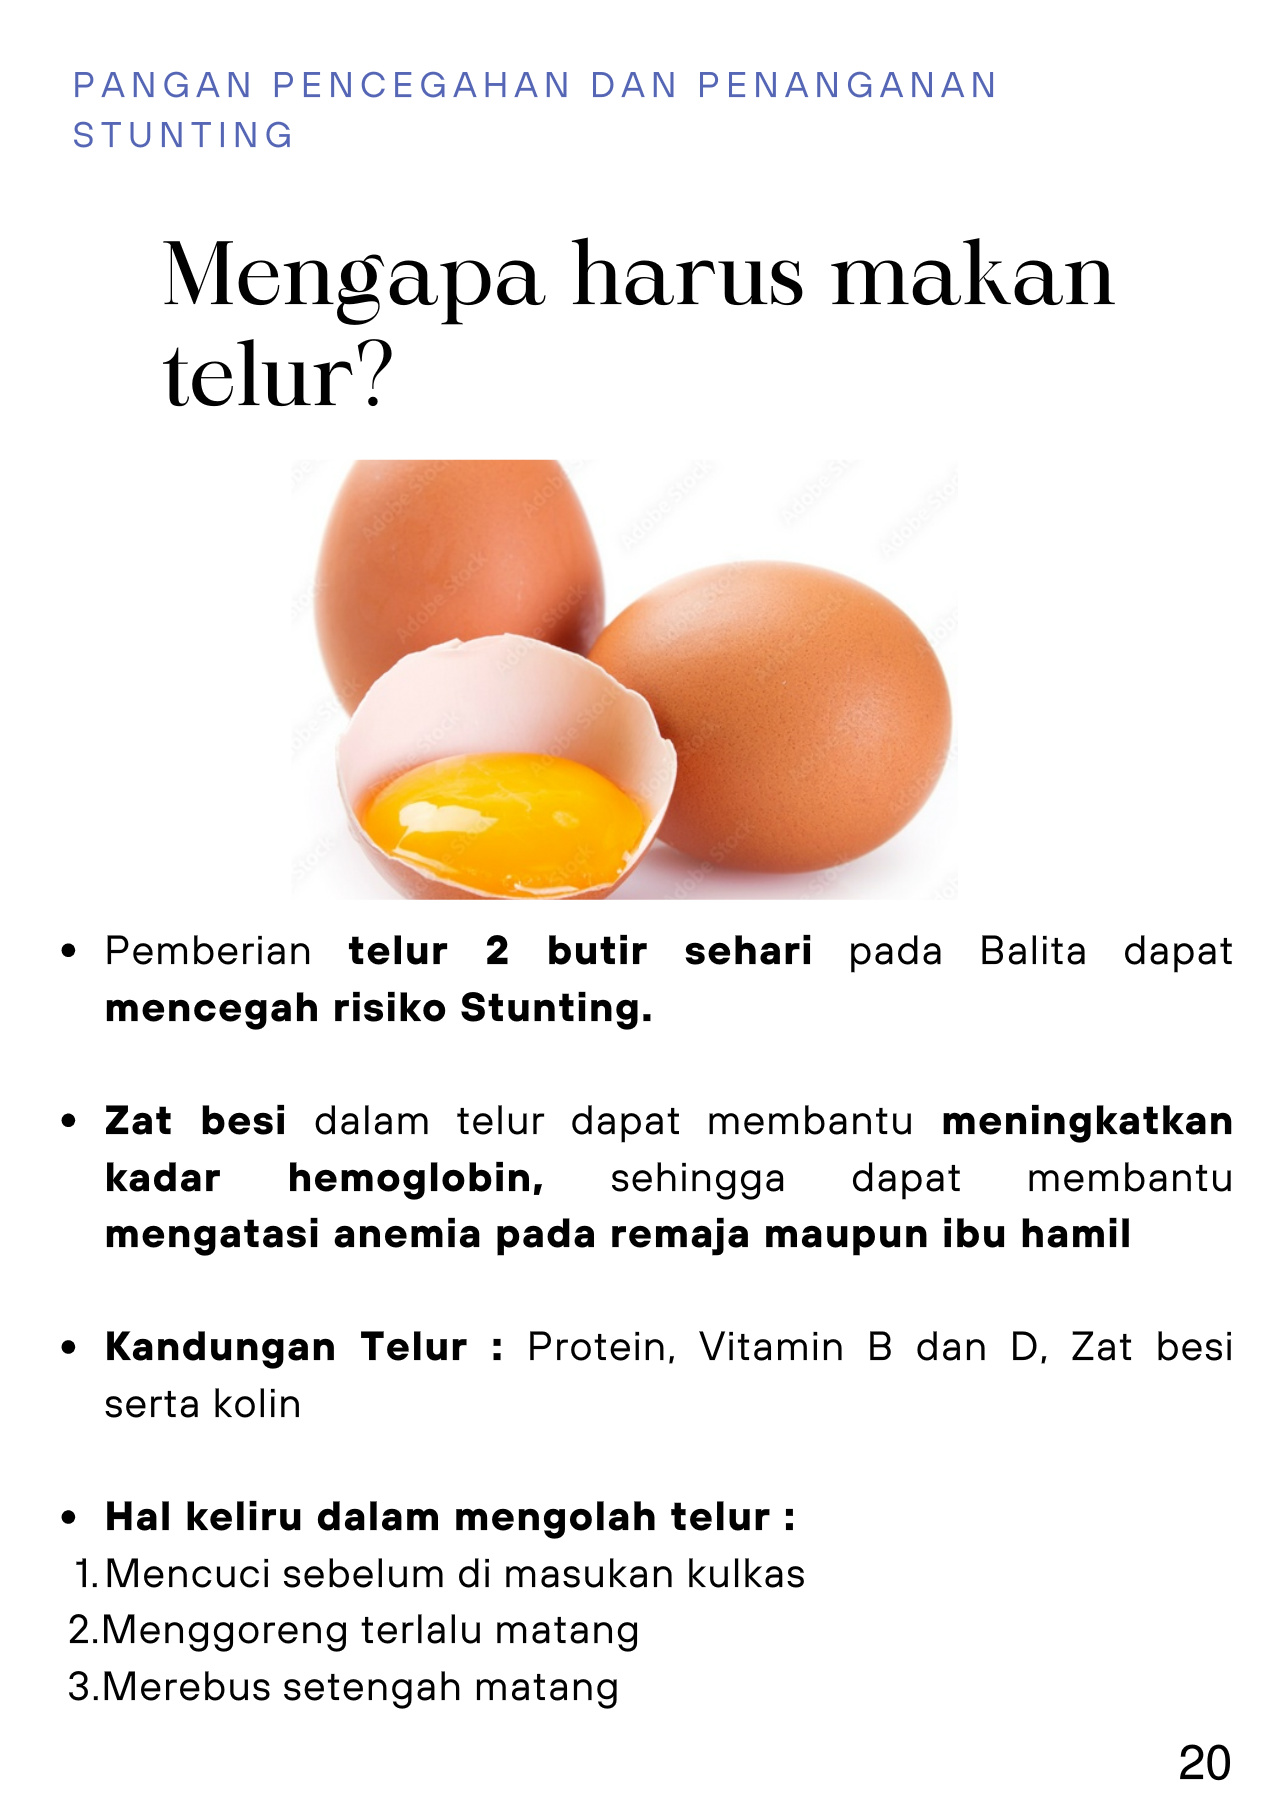 PANGAN PENCEGAHAN DAN PENANGANAN
STUNTING
Mengapa harus makan
telur?
Adobe Stock
• Pemberian telur 2 butir sehari pada Balita dapat
mencegah risiko Stunting.
• Zat besi dalam telur dapat membantu meningkatkan
kadar hemoglobin, sehingga dapat membantu
mengatasi anemia pada remaja maupun ibu hamil
• Kandungan Telur : Protein, Vitamin B dan D, Zat besi
serta kolin
• Hal keliru dalam mengolah telur :
1.Mencuci sebelum di masukan kulkas
2.Menggoreng terlalu matang
3.Merebus setengah matang
20